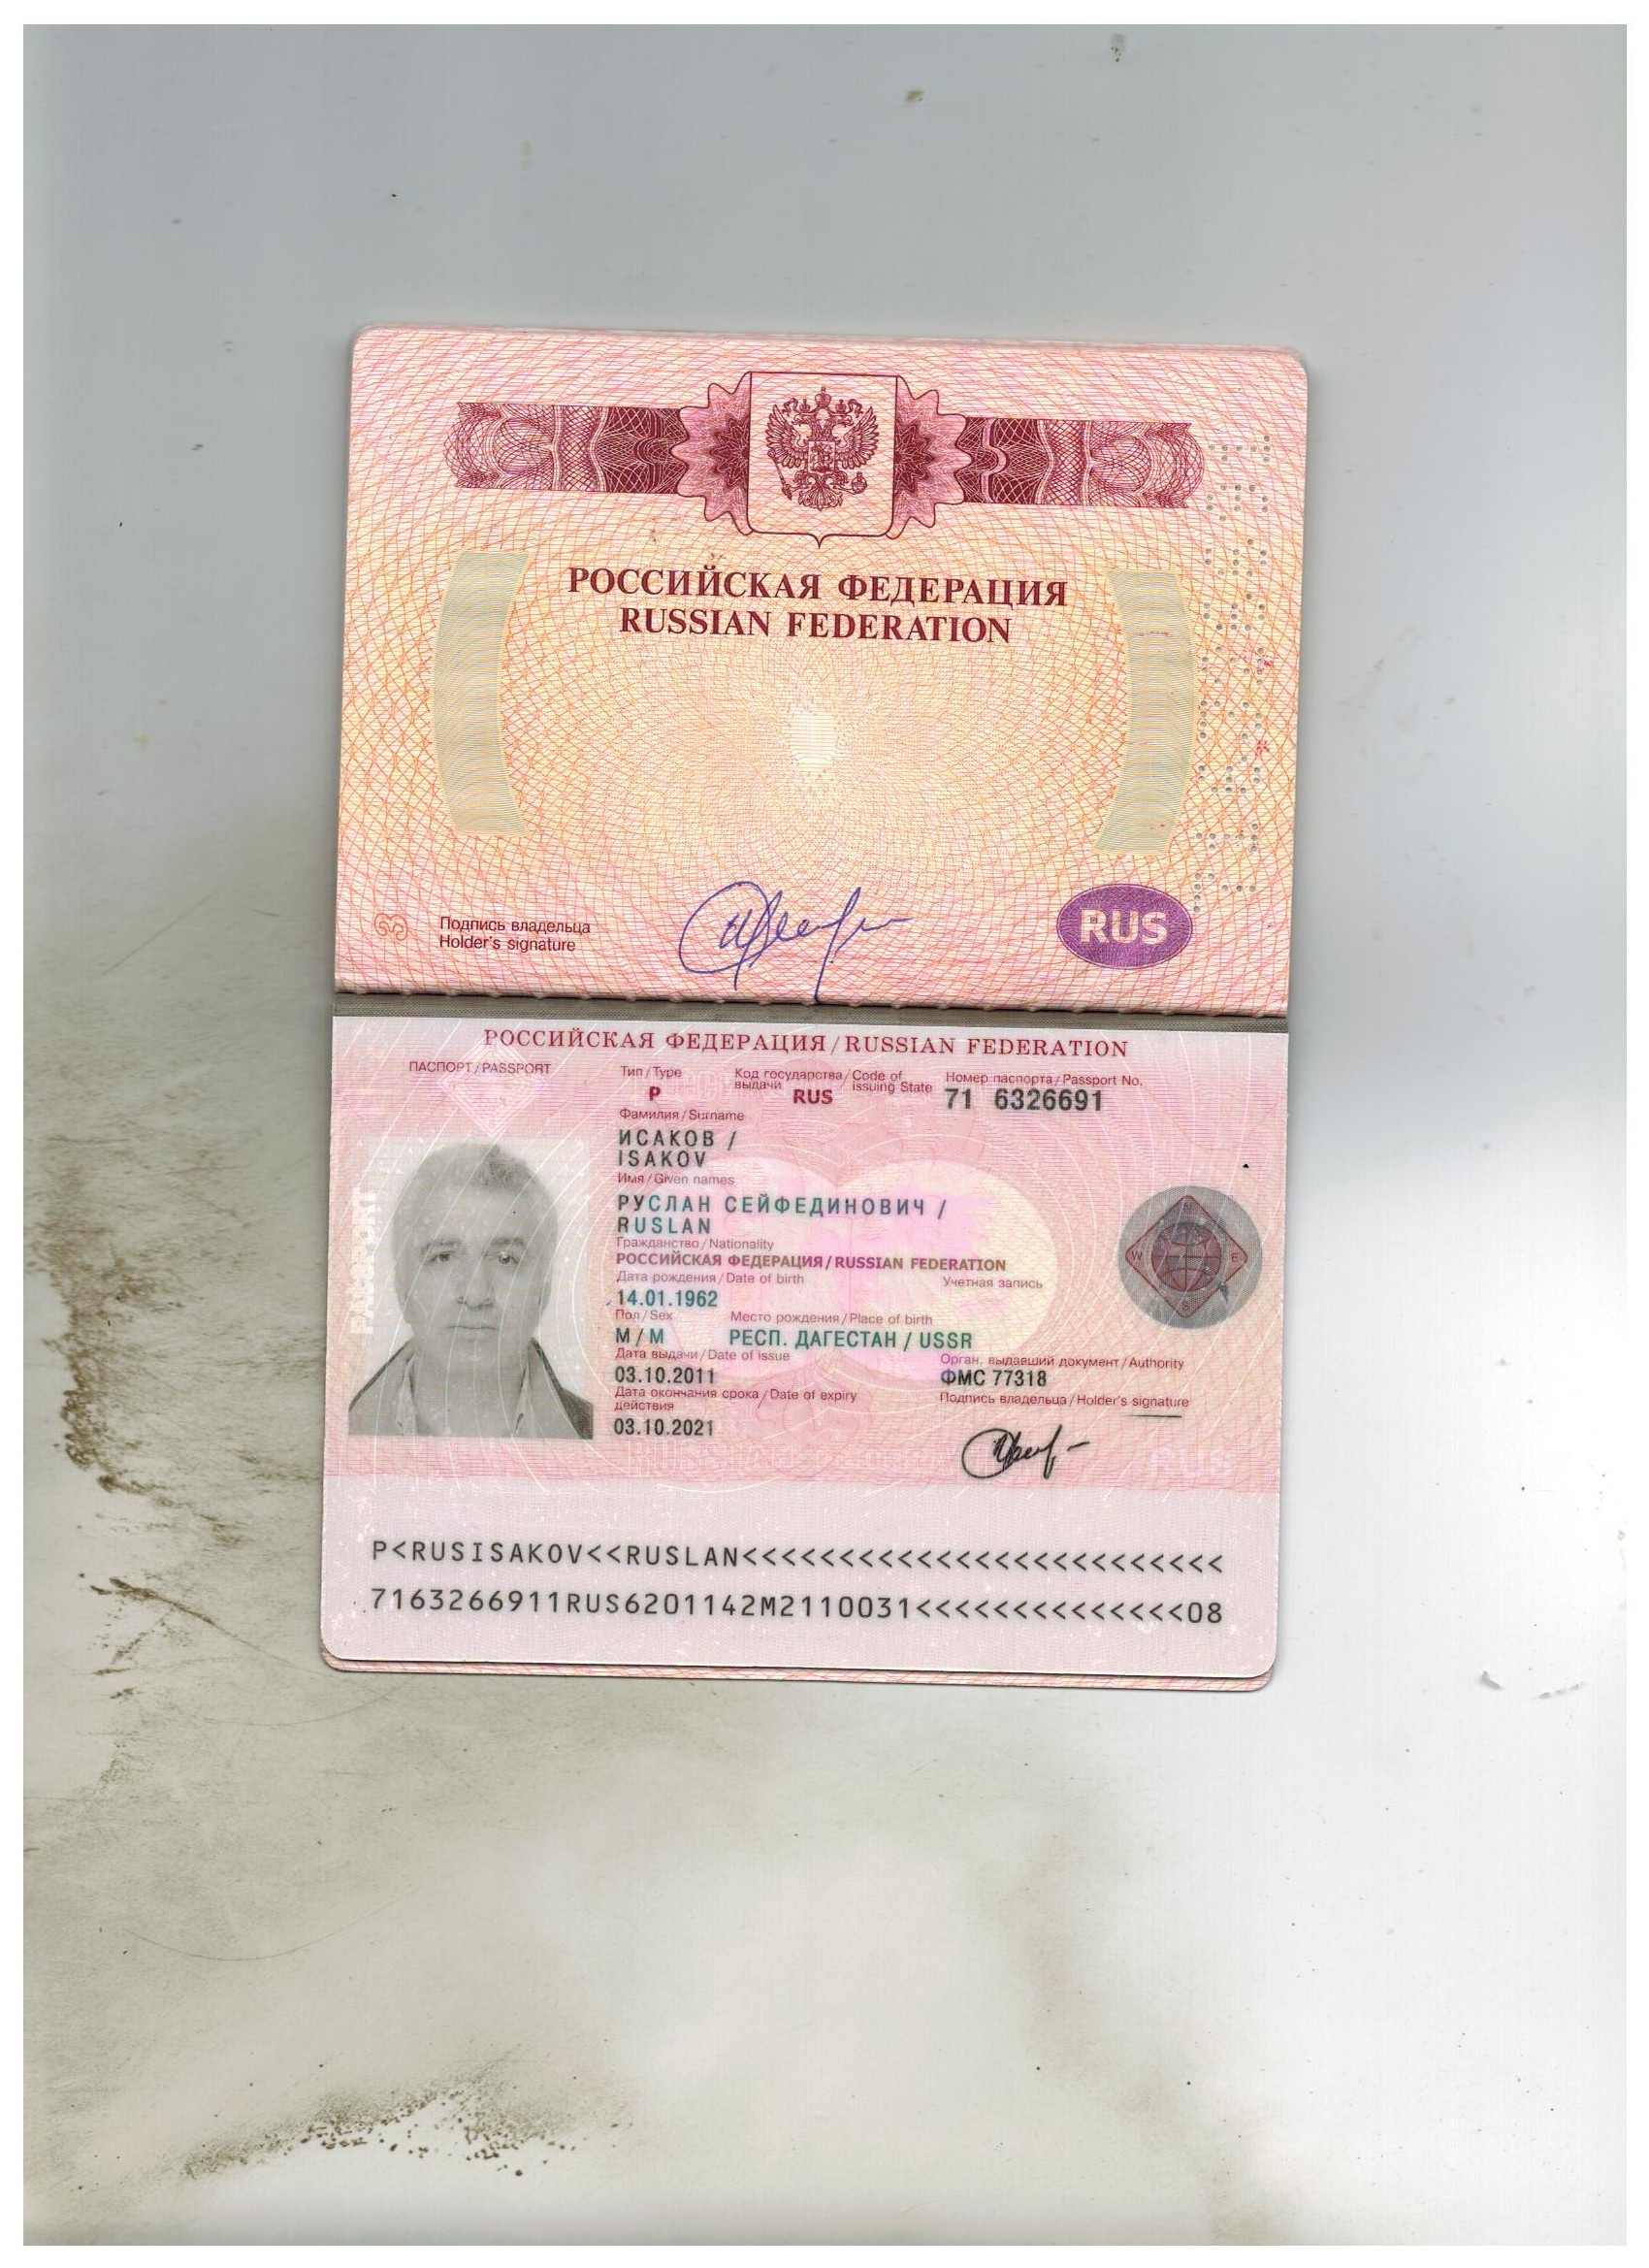 РОССИЙСКАЯ ФЕДЕРАЦИЯ
RUSSIAN FEDERATION
Подпись владельца
Holder's signature
RUS
РОССИЙСКАЯ ФЕДЕРАЦИЯ/RUSSIAN FEDERATION
ПАСПОРТ/PASSPORT
Тип/Type
Код государства/Code of
выдачи issuing State
Номер паспорта/Passport No.
P RUS 71 6326691
Фамилия/Surname
ИСАКОВ /
ISAKOV
Имя/Given names
РУСЛАН СЕЙФЕДИНОВИЧ /
RUSLAN
Гражданство/Nationality
РОССИЙСКАЯ ФЕДЕРАЦИЯ/RUSSIAN FEDERATION
Дата рождения/Date of birth Учетная запись
14.01.1962
Пол/Sex Место рождения/Place of birth
М/M РЕСП. ДАГЕСТАН / USSR
Дата выдачи/Date of issue Орган, выдавший документ/Authority
03.10.2011 ФМС 77318
Дата окончания срока/Date of expiry Подпись владельца/Holder's signature
действия
03.10.2021
W E S
PASSPORT
RUS
P<RUSISAKOV<<RUSLAN<<<<<<<<<<<<<<<<<<<<<<<<<
7163266911RUS6201142M2110031<<<<<<<<<<<<<<08